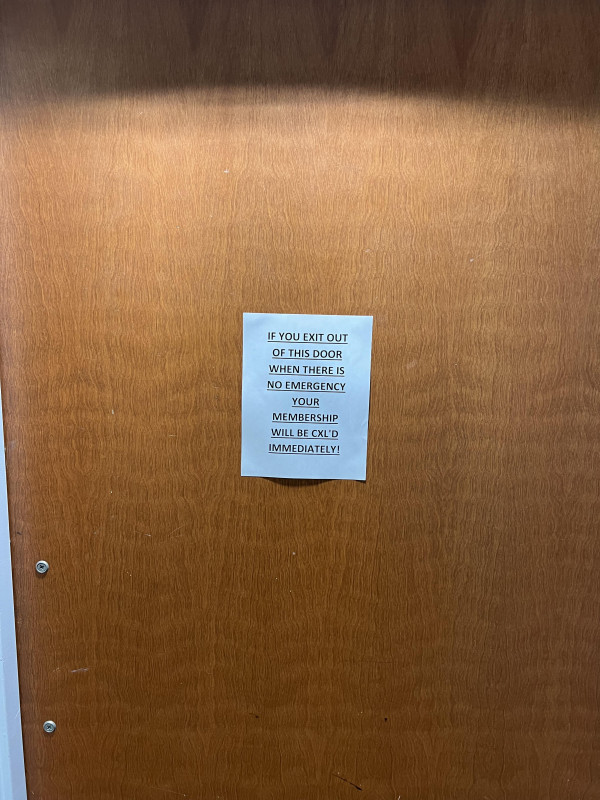 IF YOU EXIT OUT
OF THIS DOOR
WHEN THERE IS
NO EMERGENCY
YOUR
MEMBERSHIP
WILL BE CXL'D
IMMEDIATELY!